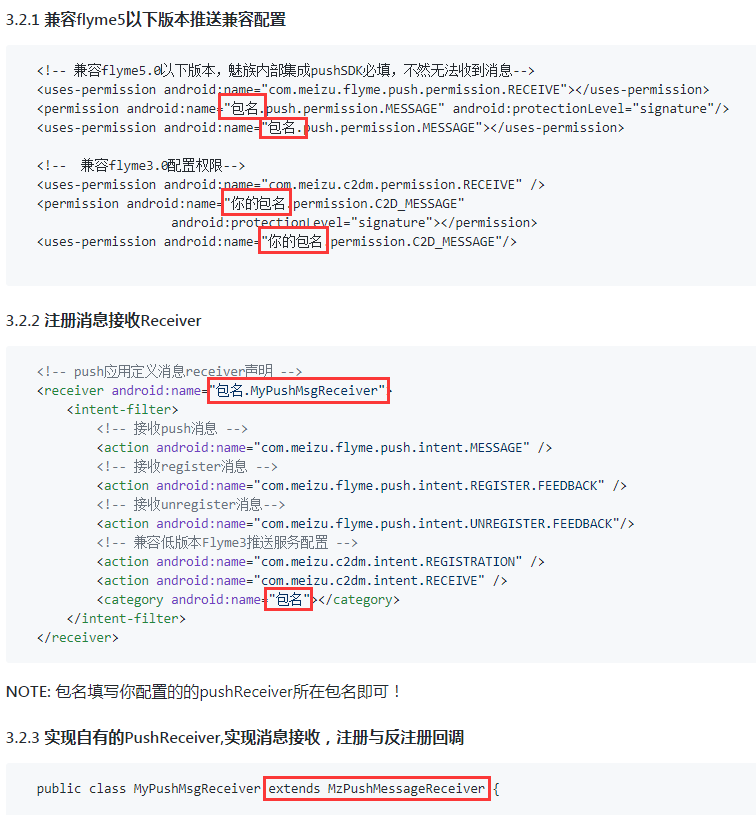 3.2.1 兼容flyme5以下版本推送兼容配置
<!-- 兼容flyme5.0以下版本，魅族内部集成pushSDK必填，不然无法收到消息-->
<uses-permission android:name="com.meizu.flyme.push.permission.RECEIVE"></uses-permission>
<permission android:name="包名.push.permission.MESSAGE" android:protectionLevel="signature"/>
<uses-permission android:name="包名.push.permission.MESSAGE"></uses-permission>
<!--  兼容flyme3.0配置权限-->
<uses-permission android:name="com.meizu.c2dm.permission.RECEIVE" />
<permission android:name="你的包名.permission.C2D_MESSAGE"
android:protectionLevel="signature"></permission>
<uses-permission android:name="你的包名.permission.C2D_MESSAGE"/>
3.2.2 注册消息接收Receiver
<!-- push应用定义消息receiver声明 -->
<receiver android:name="包名.MyPushMsgReceiver">
<intent-filter>
<!-- 接收push消息 -->
<action android:name="com.meizu.flyme.push.intent.MESSAGE" />
<!-- 接收register消息 -->
<action android:name="com.meizu.flyme.push.intent.REGISTER.FEEDBACK" />
<!-- 接收unregister消息-->
<action android:name="com.meizu.flyme.push.intent.UNREGISTER.FEEDBACK"/>
<!-- 兼容低版本Flyme3推送服务配置 -->
<action android:name="com.meizu.c2dm.intent.REGISTRATION" />
<action android:name="com.meizu.c2dm.intent.RECEIVE" />
<category android:name="包名"></category>
</intent-filter>
</receiver>
NOTE: 包名填写你配置的的pushReceiver所在包名即可！
3.2.3 实现自有的PushReceiver,实现消息接收，注册与反注册回调
public class MyPushMsgReceiver extends MzPushMessageReceiver {